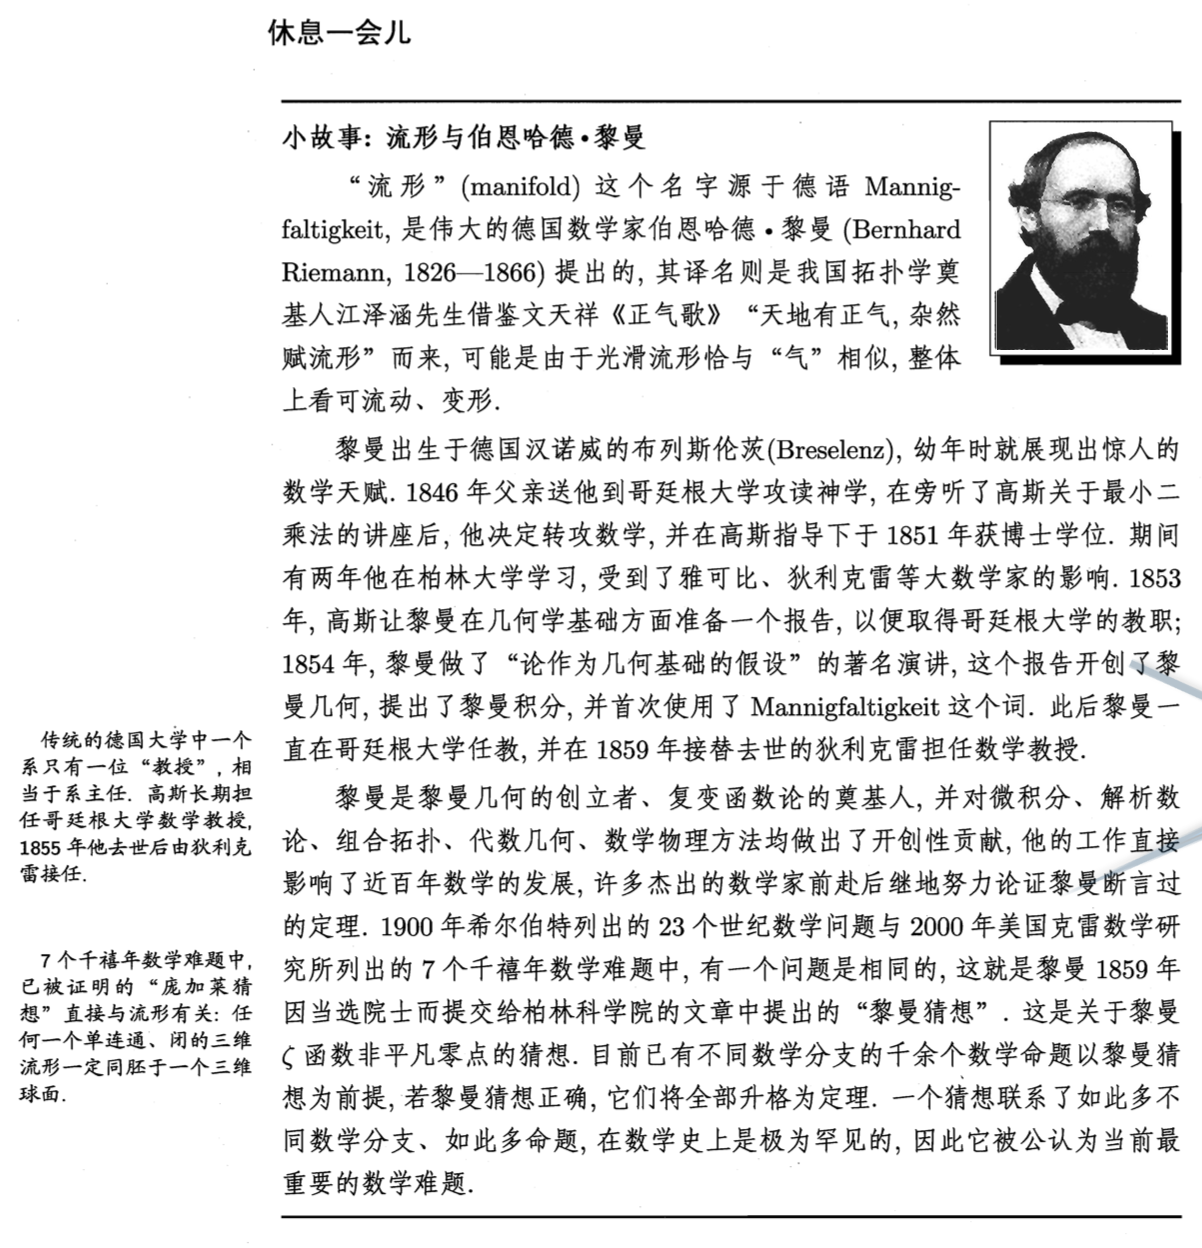 休息一会儿
小故事: 流形与伯恩哈德•黎曼
“流形”(manifold) 这个名字源于德语 Mannig-
faltigkeit, 是伟大的德国数学家伯恩哈德•黎曼 (Bernhard
Riemann, 1826—1866) 提出的, 其译名则是我国拓扑学奠
基人江泽涵先生借鉴文天祥《正气歌》“天地有正气, 杂然
赋流形”而来, 可能是由于光滑流形恰与“气”相似, 整体
上看可流动、变形.
黎曼出生于德国汉诺威的布列斯伦茨(Breselenz), 幼年时就展现出惊人的
数学天赋. 1846 年父亲送他到哥廷根大学攻读神学, 在旁听了高斯关于最小二
乘法的讲座后, 他决定转攻数学, 并在高斯指导下于 1851 年获博士学位. 期间
有两年他在柏林大学学习, 受到了雅可比、狄利克雷等大数学家的影响. 1853
年, 高斯让黎曼在几何学基础方面准备一个报告, 以便取得哥廷根大学的教职;
1854 年, 黎曼做了“论作为几何基础的假设”的著名演讲, 这个报告开创了黎
曼几何, 提出了黎曼积分, 并首次使用了 Mannigfaltigkeit 这个词. 此后黎曼一
直在哥廷根大学任教, 并在 1859 年接替去世的狄利克雷担任数学教授.
传统的德国大学中一个
系只有一位“教授”, 相
当于系主任. 高斯长期担
任哥廷根大学数学教授,
1855 年他去世后由狄利克
雷接任.
黎曼是黎曼几何的创立者、复变函数论的奠基人, 并对微积分、解析数
论、组合拓扑、代数几何、数学物理方法均做出了开创性贡献, 他的工作直接
影响了近百年数学的发展, 许多杰出的数学家前赴后继地努力论证黎曼断言过
的定理. 1900 年希尔伯特列出的 23 个世纪数学问题与 2000 年美国克雷数学研
究所列出的 7 个千禧年数学难题中, 有一个问题是相同的, 这就是黎曼 1859 年
因当选院士而提交给柏林科学院的文章中提出的“黎曼猜想”. 这是关于黎曼
ζ 函数非平凡零点的猜想. 目前已有不同数学分支的千余个数学命题以黎曼猜
想为前提, 若黎曼猜想正确, 它们将全部升格为定理. 一个猜想联系了如此多不
同数学分支、如此多命题, 在数学史上是极为罕见的, 因此它被公认为当前最
重要的数学难题.
7 个千禧年数学难题中,
已被证明的“庞加莱猜
想”直接与流形有关: 任
何一个单连通、闭的三维
流形一定同胚于一个三维
球面.